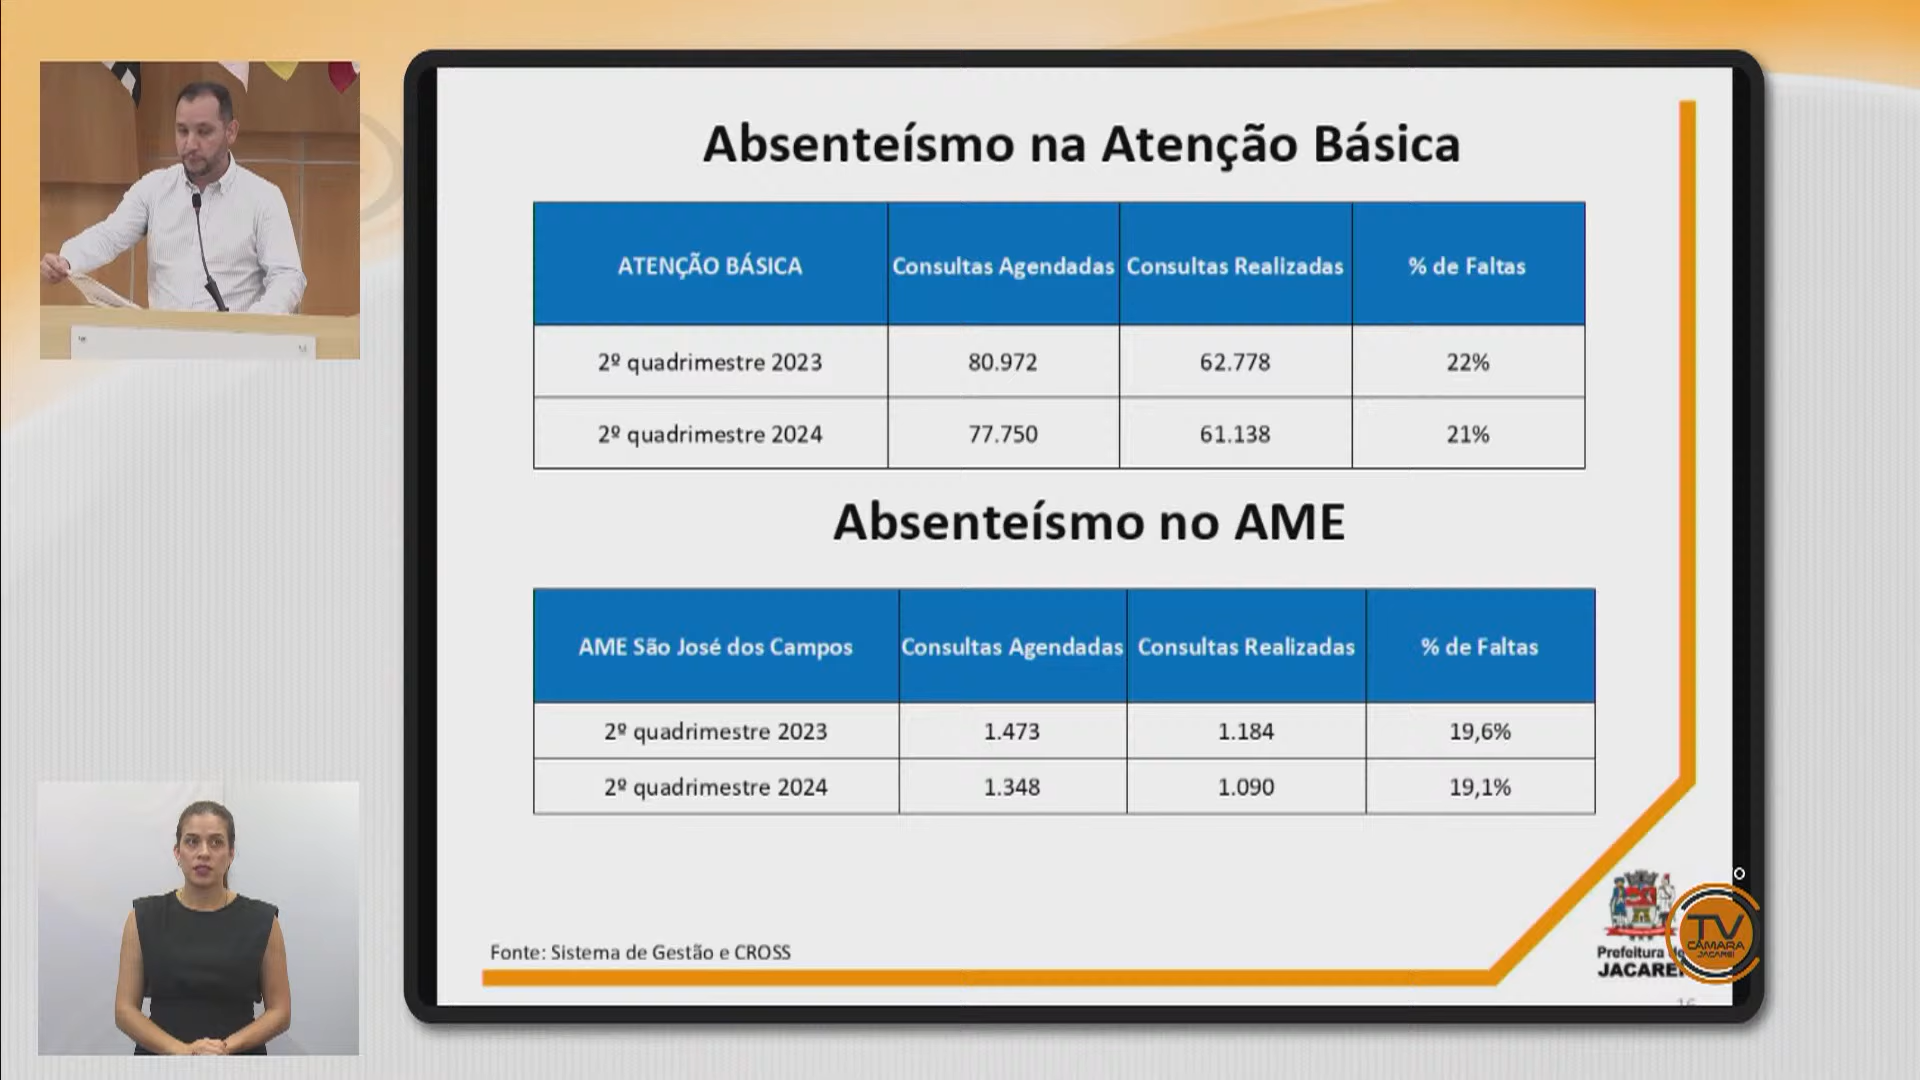 Absenteísmo na Atenção Básica
ATENÇÃO BÁSICA Consultas Agendadas Consultas Realizadas % de Faltas
2º quadrimestre 2023 80.972 62.778 22%
2º quadrimestre 2024 77.750 61.138 21%
Absenteísmo no AME
AME São José dos Campos Consultas Agendadas Consultas Realizadas % de Faltas
2º quadrimestre 2023 1.473 1.184 19,6%
2º quadrimestre 2024 1.348 1.090 19,1%
Fonte: Sistema de Gestão e CROSS
Prefeitura
JACAREÍ
TV
CÂMARA
JACAREÍ
16